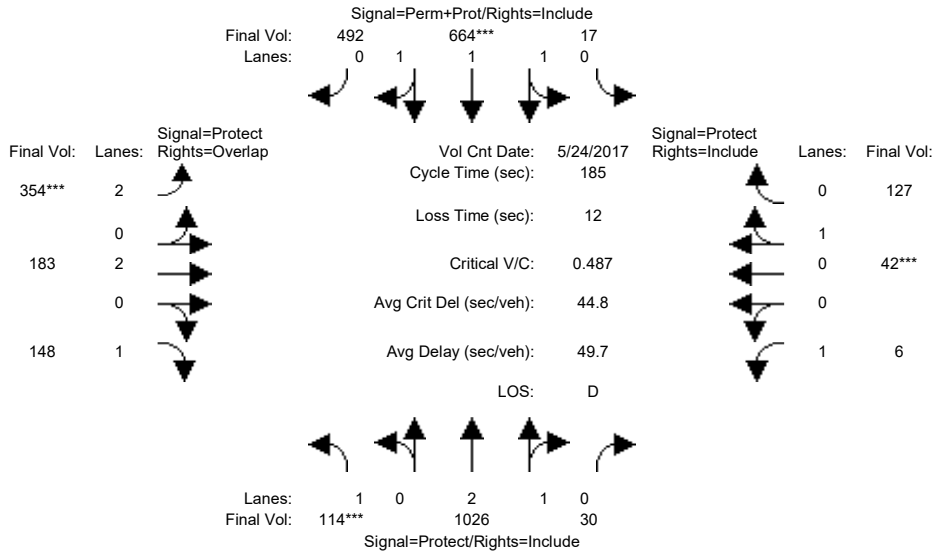 Signal=Perm+Prot/Rights=Include
Final Vol: 492 664*** 17
Lanes: 0 1 1 1 0
Signal=Protect
Rights=Overlap
Final Vol: Lanes:
Vol Cnt Date: 5/24/2017
Signal=Protect
Rights=Include
Lanes: Final Vol:
Cycle Time (sec): 185
354*** 2
0 127
Loss Time (sec): 12
0
1
183 2
Critical V/C: 0.487
0 42***
0
Avg Crit Del (sec/veh): 44.8
0
148 1
Avg Delay (sec/veh): 49.7
1 6
LOS: D
Lanes: 1 0 2 1 0
Final Vol: 114*** 1026 30
Signal=Protect/Rights=Include